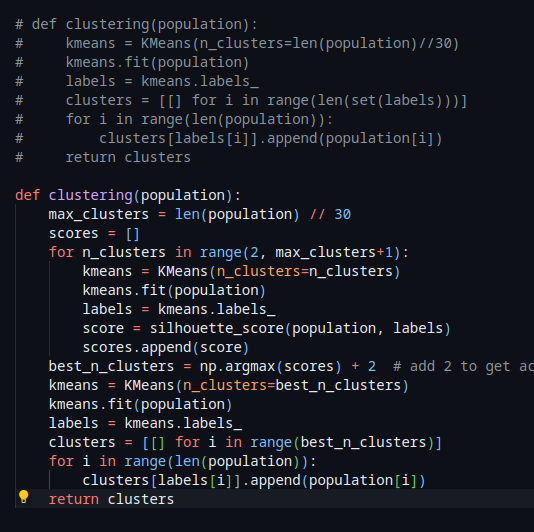 # def clustering(population):
#     kmeans = KMeans(n_clusters=len(population)//30)
#     kmeans.fit(population)
#     labels = kmeans.labels_
#     clusters = [[] for i in range(len(set(labels)))]
#     for i in range(len(population)):
#         clusters[labels[i]].append(population[i])
#     return clusters

def clustering(population):
    max_clusters = len(population) // 30
    scores = []
    for n_clusters in range(2, max_clusters+1):
        kmeans = KMeans(n_clusters=n_clusters)
        kmeans.fit(population)
        labels = kmeans.labels_
        score = silhouette_score(population, labels)
        scores.append(score)
    best_n_clusters = np.argmax(scores) + 2  # add 2 to get
    kmeans = KMeans(n_clusters=best_n_clusters)
    kmeans.fit(population)
    labels = kmeans.labels_
    clusters = [[] for i in range(best_n_clusters)]
    for i in range(len(population)):
        clusters[labels[i]].append(population[i])
    return clusters